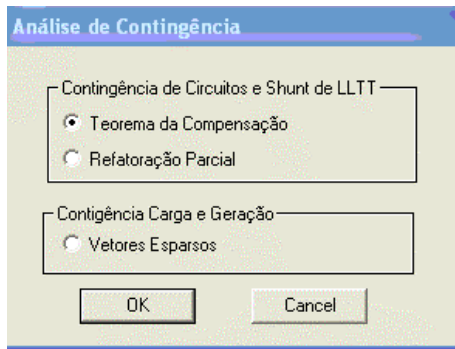 Análise de Contingência
Contingência de Circuitos e Shunt de LLTT
Teorema da Compensação
Refatoração Parcial
Contigência Carga e Geração
Vetores Esparsos
OK
Cancel